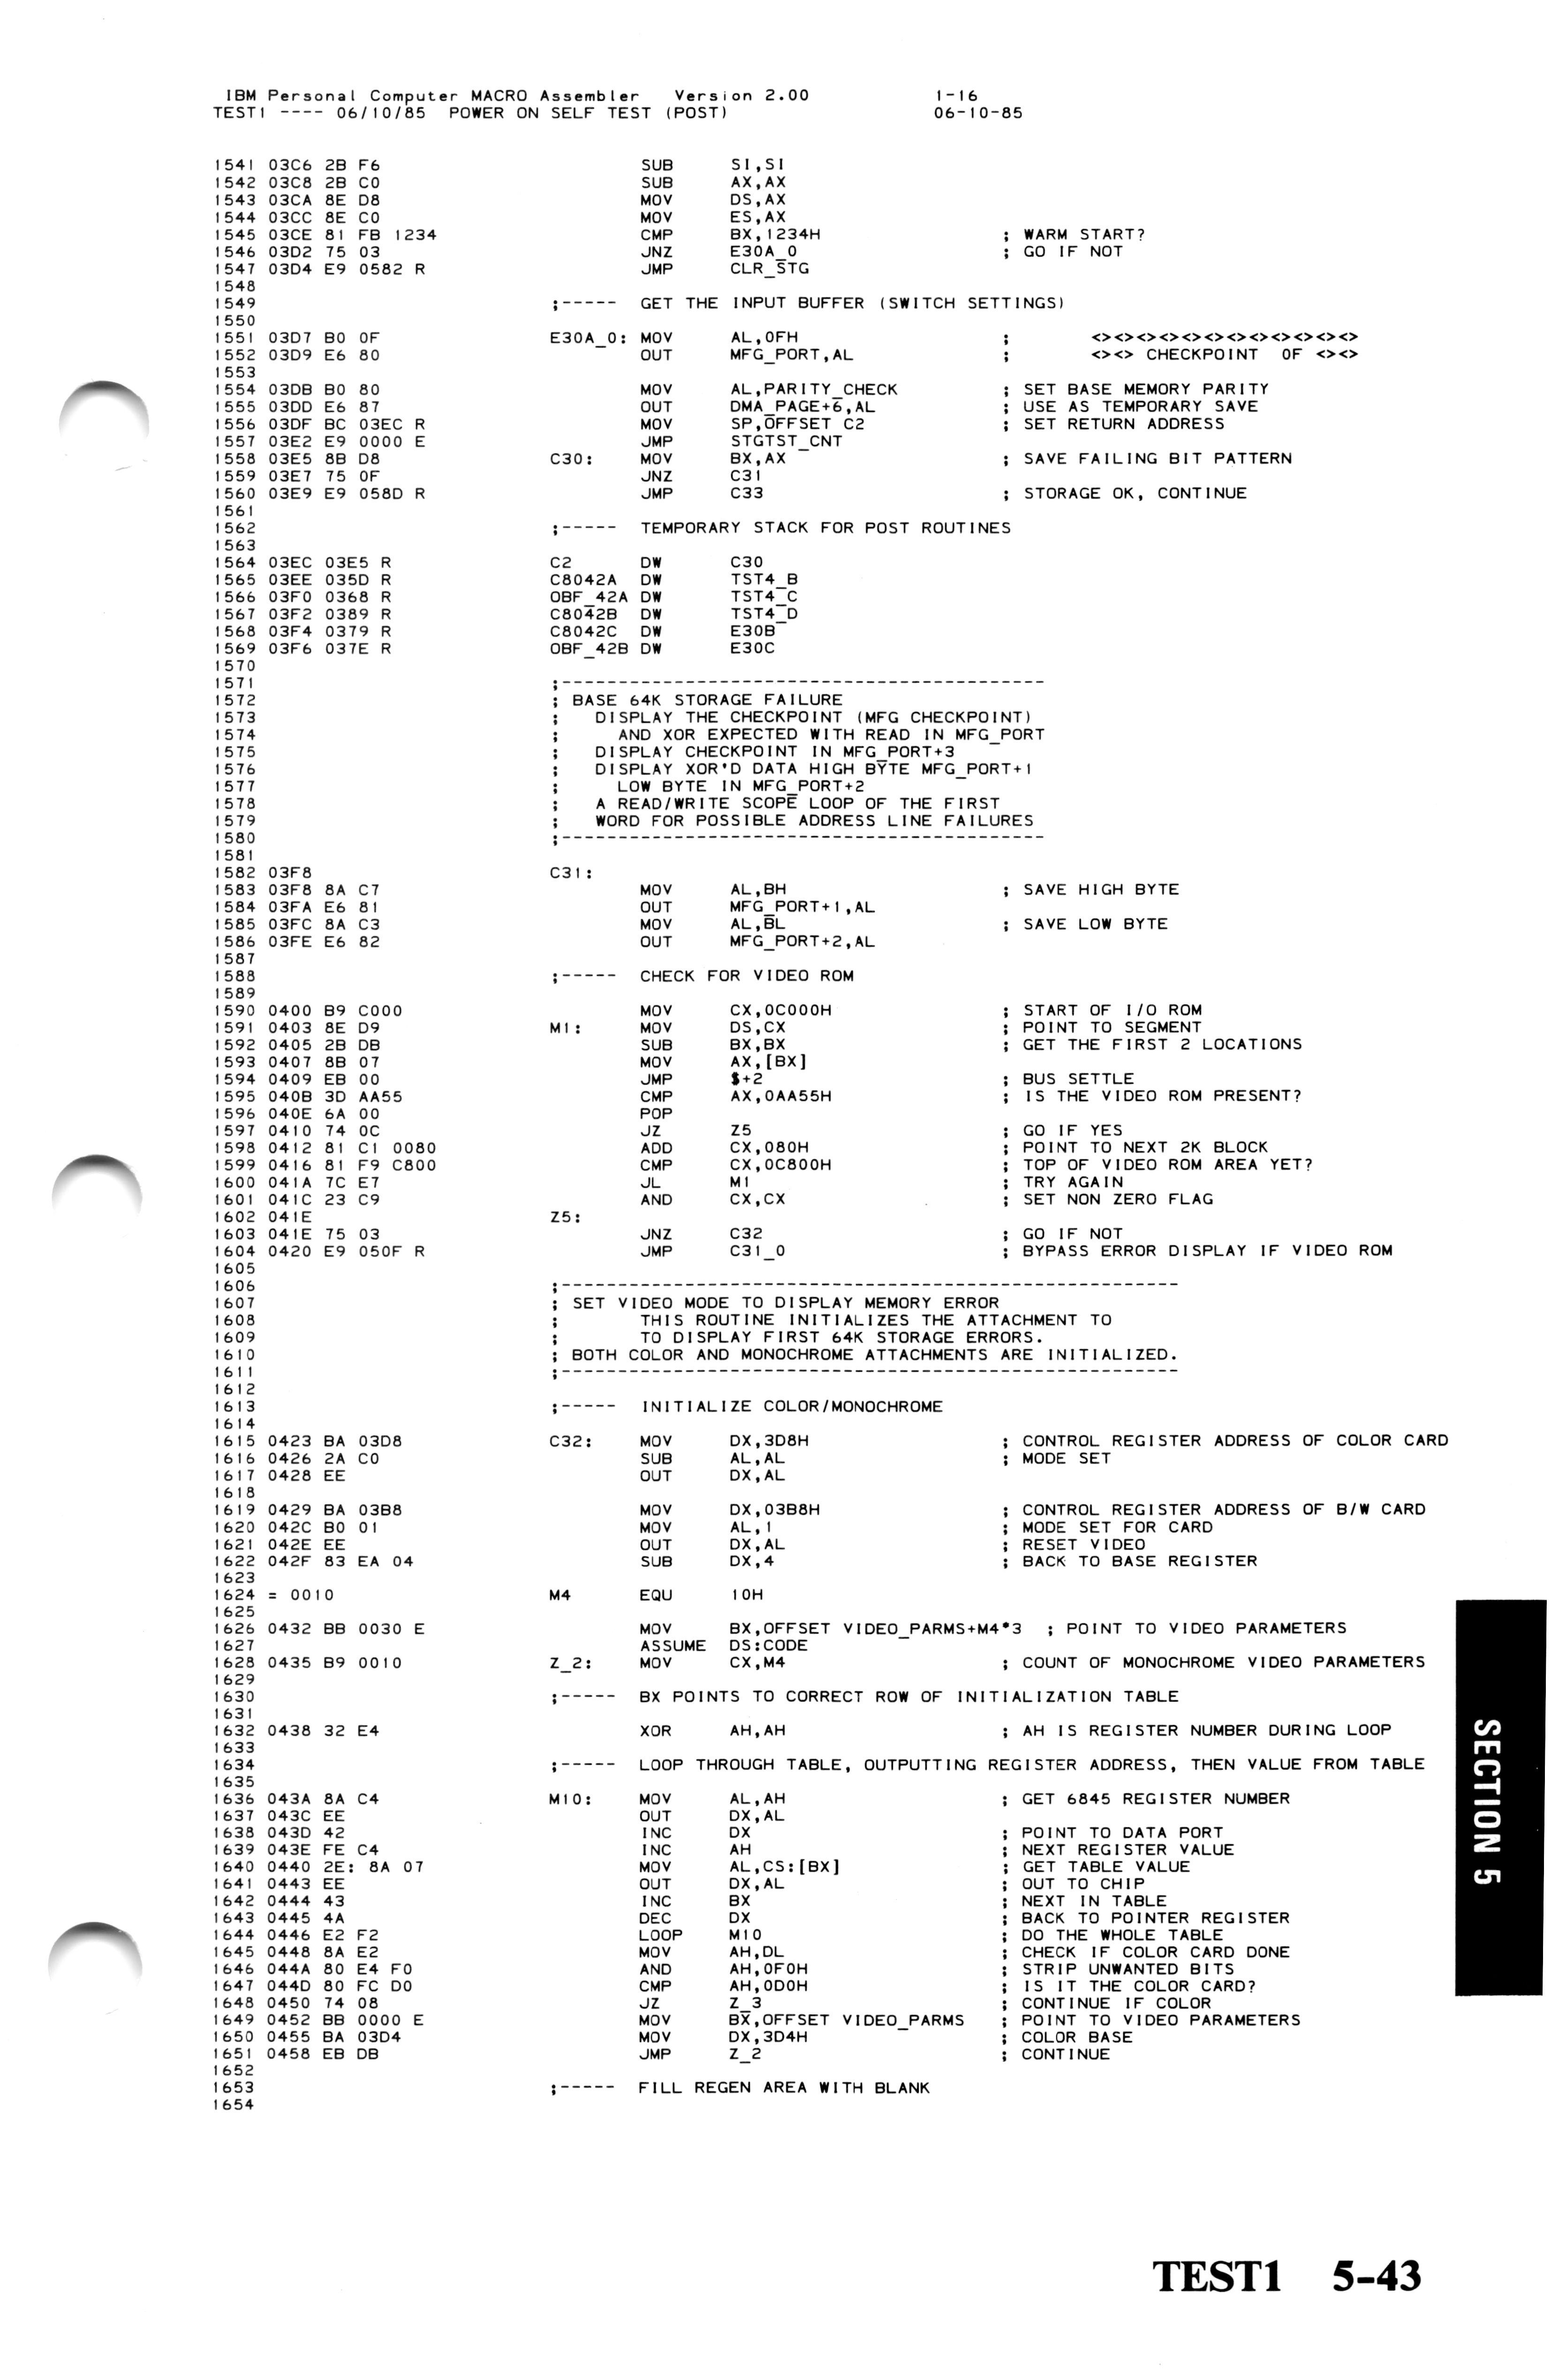 IBM Personal Computer MACRO Assembler   Version 2.00   1-16
TEST1 ---- 06/10/85  POWER ON SELF TEST (POST)   06-10-85
1541 03C6 2B F6   SUB   SI,SI
1542 03C8 2B C0   SUB   AX,AX
1543 03CA 8E D8   MOV   DS,AX
1544 03CC 8E C0   MOV   ES,AX
1545 03CE 81 FB 1234   CMP   BX,1234H   ; WARM START?
1546 03D2 75 03   JNZ   E30A_0   ; GO IF NOT
1547 03D4 E9 0582 R   JMP   CLR_STG
1548
1549   ;-----  GET THE INPUT BUFFER (SWITCH SETTINGS)
1550
1551 03D7 B0 0F   E30A_0: MOV   AL,0FH   ;   <><><><><><><><><><><><>
1552 03D9 E6 80   OUT   MFG_PORT,AL   ;   <><> CHECKPOINT  0F <><>
1553
1554 03DB B0 80   MOV   AL,PARITY_CHECK   ; SET BASE MEMORY PARITY
1555 03DD E6 87   OUT   DMA_PAGE+6,AL   ; USE AS TEMPORARY SAVE
1556 03DF BC 03EC R   MOV   SP,OFFSET C2   ; SET RETURN ADDRESS
1557 03E2 E9 0000 E   JMP   STGTST_CNT
1558 03E5 8B D8   C30:   MOV   BX,AX   ; SAVE FAILING BIT PATTERN
1559 03E7 75 0F   JNZ   C31
1560 03E9 E9 058D R   JMP   C33   ; STORAGE OK, CONTINUE
1561
1562   ;-----  TEMPORARY STACK FOR POST ROUTINES
1563
1564 03EC 03E5 R   C2   DW   C30
1565 03EE 035D R   C8042A  DW   TST4_B
1566 03F0 0368 R   OBF_42A DW   TST4_C
1567 03F2 0389 R   C8042B  DW   TST4_D
1568 03F4 0379 R   C8042C  DW   E30B
1569 03F6 037E R   OBF_42B DW   E30C
1570
1571   ;-------------------------------------------
1572   ; BASE 64K STORAGE FAILURE
1573   ;   DISPLAY THE CHECKPOINT (MFG CHECKPOINT)
1574   ;     AND XOR EXPECTED WITH READ IN MFG_PORT
1575   ;   DISPLAY CHECKPOINT IN MFG_PORT+3
1576   ;   DISPLAY XOR'D DATA HIGH BYTE MFG_PORT+1
1577   ;     LOW BYTE IN MFG_PORT+2
1578   ;   A READ/WRITE SCOPE LOOP OF THE FIRST
1579   ;   WORD FOR POSSIBLE ADDRESS LINE FAILURES
1580   ;-------------------------------------------
1581
1582 03F8   C31:
1583 03F8 8A C7   MOV   AL,BH   ; SAVE HIGH BYTE
1584 03FA E6 81   OUT   MFG_PORT+1,AL
1585 03FC 8A C3   MOV   AL,BL   ; SAVE LOW BYTE
1586 03FE E6 82   OUT   MFG_PORT+2,AL
1587
1588   ;-----  CHECK FOR VIDEO ROM
1589
1590 0400 B9 C000   MOV   CX,0C000H   ; START OF I/O ROM
1591 0403 8E D9   M1:   MOV   DS,CX   ; POINT TO SEGMENT
1592 0405 2B DB   SUB   BX,BX   ; GET THE FIRST 2 LOCATIONS
1593 0407 8B 07   MOV   AX,[BX]
1594 0409 EB 00   JMP   $+2   ; BUS SETTLE
1595 040B 3D AA55   CMP   AX,0AA55H   ; IS THE VIDEO ROM PRESENT?
1596 040E 6A 00   POP
1597 0410 74 0C   JZ   Z5   ; GO IF YES
1598 0412 81 C1 0080   ADD   CX,080H   ; POINT TO NEXT 2K BLOCK
1599 0416 81 F9 C800   CMP   CX,0C800H   ; TOP OF VIDEO ROM AREA YET?
1600 041A 7C E7   JL   M1   ; TRY AGAIN
1601 041C 23 C9   AND   CX,CX   ; SET NON ZERO FLAG
1602 041E   Z5:
1603 041E 75 03   JNZ   C32   ; GO IF NOT
1604 0420 E9 050F R   JMP   C31_0   ; BYPASS ERROR DISPLAY IF VIDEO ROM
1605
1606   ;-------------------------------------------------------
1607   ; SET VIDEO MODE TO DISPLAY MEMORY ERROR
1608   ;       THIS ROUTINE INITIALIZES THE ATTACHMENT TO
1609   ;       TO DISPLAY FIRST 64K STORAGE ERRORS.
1610   ; BOTH COLOR AND MONOCHROME ATTACHMENTS ARE INITIALIZED.
1611   ;-------------------------------------------------------
1612
1613   ;-----  INITIALIZE COLOR/MONOCHROME
1614
1615 0423 BA 03D8   C32:   MOV   DX,3D8H   ; CONTROL REGISTER ADDRESS OF COLOR CARD
1616 0426 2A C0   SUB   AL,AL   ; MODE SET
1617 0428 EE   OUT   DX,AL
1618
1619 0429 BA 03B8   MOV   DX,03B8H   ; CONTROL REGISTER ADDRESS OF B/W CARD
1620 042C B0 01   MOV   AL,1   ; MODE SET FOR CARD
1621 042E EE   OUT   DX,AL   ; RESET VIDEO
1622 042F 83 EA 04   SUB   DX,4   ; BACK TO BASE REGISTER
1623
1624 = 0010   M4   EQU   10H
1625
1626 0432 BB 0030 E   MOV   BX,OFFSET VIDEO_PARMS+M4*3  ; POINT TO VIDEO PARAMETERS
1627   ASSUME  DS:CODE
1628 0435 B9 0010   Z_2:   MOV   CX,M4   ; COUNT OF MONOCHROME VIDEO PARAMETERS
1629
1630   ;-----  BX POINTS TO CORRECT ROW OF INITIALIZATION TABLE
1631
1632 0438 32 E4   XOR   AH,AH   ; AH IS REGISTER NUMBER DURING LOOP
1633
1634   ;-----  LOOP THROUGH TABLE, OUTPUTTING REGISTER ADDRESS, THEN VALUE FROM TABLE
1635
1636 043A 8A C4   M10:   MOV   AL,AH   ; GET 6845 REGISTER NUMBER
1637 043C EE   OUT   DX,AL
1638 043D 42   INC   DX   ; POINT TO DATA PORT
1639 043E FE C4   INC   AH   ; NEXT REGISTER VALUE
1640 0440 2E: 8A 07   MOV   AL,CS:[BX]   ; GET TABLE VALUE
1641 0443 EE   OUT   DX,AL   ; OUT TO CHIP
1642 0444 43   INC   BX   ; NEXT IN TABLE
1643 0445 4A   DEC   DX   ; BACK TO POINTER REGISTER
1644 0446 E2 F2   LOOP   M10   ; DO THE WHOLE TABLE
1645 0448 8A E2   MOV   AH,DL   ; CHECK IF COLOR CARD DONE
1646 044A 80 E4 F0   AND   AH,0F0H   ; STRIP UNWANTED BITS
1647 044D 80 FC D0   CMP   AH,0D0H   ; IS IT THE COLOR CARD?
1648 0450 74 08   JZ   Z_3   ; CONTINUE IF COLOR
1649 0452 BB 0000 E   MOV   BX,OFFSET VIDEO_PARMS   ; POINT TO VIDEO PARAMETERS
1650 0455 BA 03D4   MOV   DX,3D4H   ; COLOR BASE
1651 0458 EB DB   JMP   Z_2   ; CONTINUE
1652
1653   ;-----  FILL REGEN AREA WITH BLANK
1654
SECTION 5
TEST1   5-43